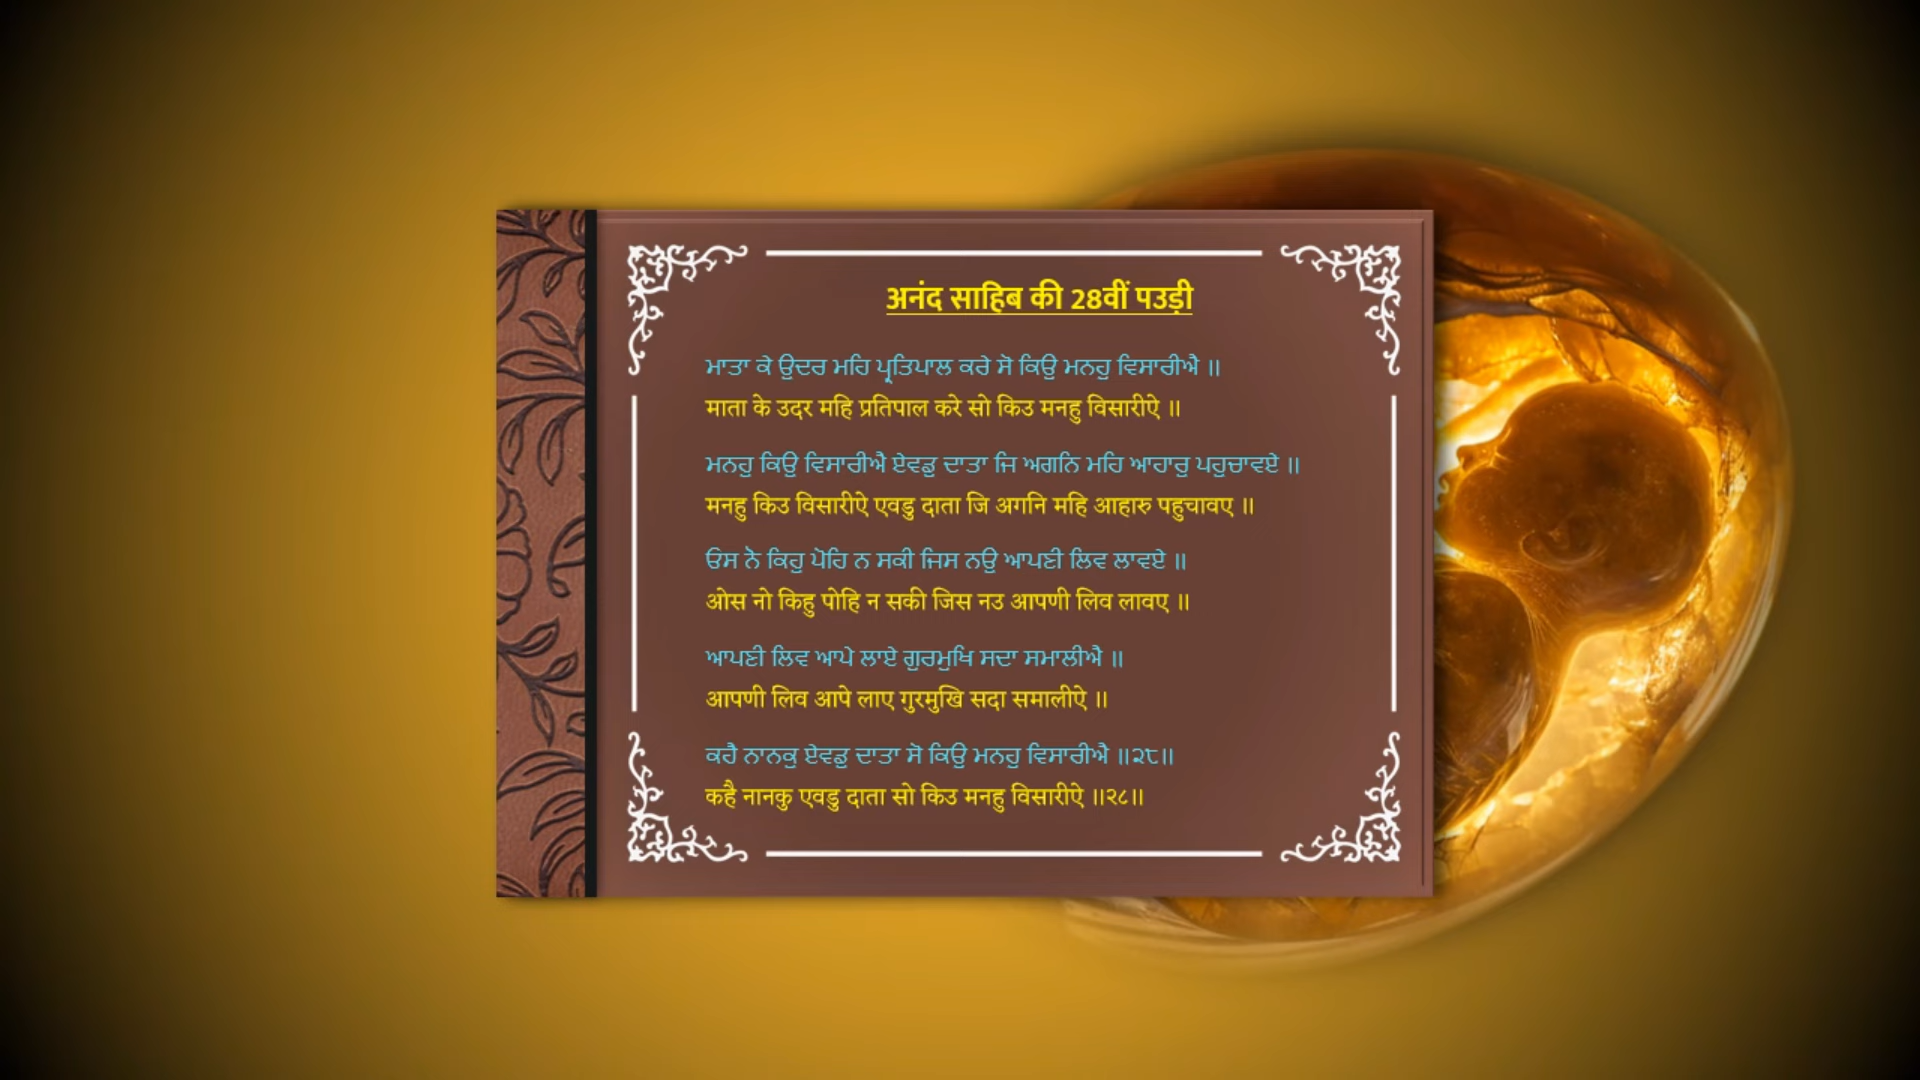 अनंद साहिब की 28वीं पउड़ी
ਮਾਤਾ ਕੇ ਉਦਰ ਮਹਿ ਪ੍ਰਤਿਪਾਲ ਕਰੇ ਸੋ ਕਿਉ ਮਨਹੁ ਵਿਸਾਰੀਐ ॥
माता के उदर महि प्रतिपाल करे सो किउ मनहु विसारीऐ ॥
ਮਨਹੁ ਕਿਉ ਵਿਸਾਰੀਐ ਏਵਡੁ ਦਾਤਾ ਜਿ ਅਗਨਿ ਮਹਿ ਆਹਾਰੁ ਪਹੁਚਾਵਏ ॥
मनहु किउ विसारीऐ एवडु दाता जि अगनि महि आहारु पहुचावए ॥
ਓਸ ਨੋ ਕਿਹੁ ਪੋਹਿ ਨ ਸਕੀ ਜਿਸ ਨਉ ਆਪਣੀ ਲਿਵ ਲਾਵਏ ॥
ओस नो किहु पोहि न सकी जिस नउ आपणी लिव लावए ॥
ਆਪਣੀ ਲਿਵ ਆਪੇ ਲਾਏ ਗੁਰਮੁਖਿ ਸਦਾ ਸਮਾਲੀਐ ॥
आपणी लिव आपे लाए गुरमुखि सदा समालीऐ ॥
ਕਹੈ ਨਾਨਕੁ ਏਵਡੁ ਦਾਤਾ ਸੋ ਕਿਉ ਮਨਹੁ ਵਿਸਾਰੀਐ ॥੨੮॥
कहै नानकु एवडु दाता सो किउ मनहु विसारीऐ ॥२८॥